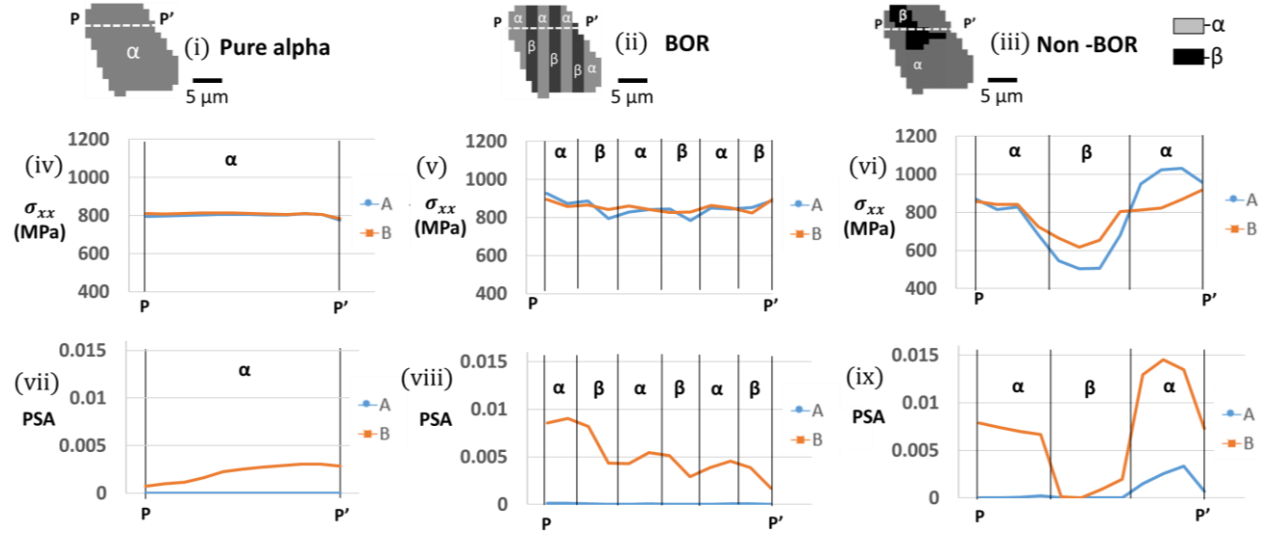 P P'
α
(i) Pure alpha
5 μm
P P'
α α α
β β β α
(ii) BOR
5 μm
P P'
β
α
(iii) Non -BOR
5 μm
-α
-β
(iv)
σxx
(MPa)
1200
1000
800
600
400
α
A
B
P P'
(v)
σxx
(MPa)
1200
1000
800
600
400
α β α β α β
A
B
P P'
(vi)
σxx
(MPa)
1200
1000
800
600
400
α β α
A
B
P P'
(vii)
PSA
0.015
0.01
0.005
0
α
A
B
P P'
(viii)
PSA
0.015
0.01
0.005
0
α β α β α β
A
B
P P'
(ix)
PSA
0.015
0.01
0.005
0
α β α
A
B
P P'